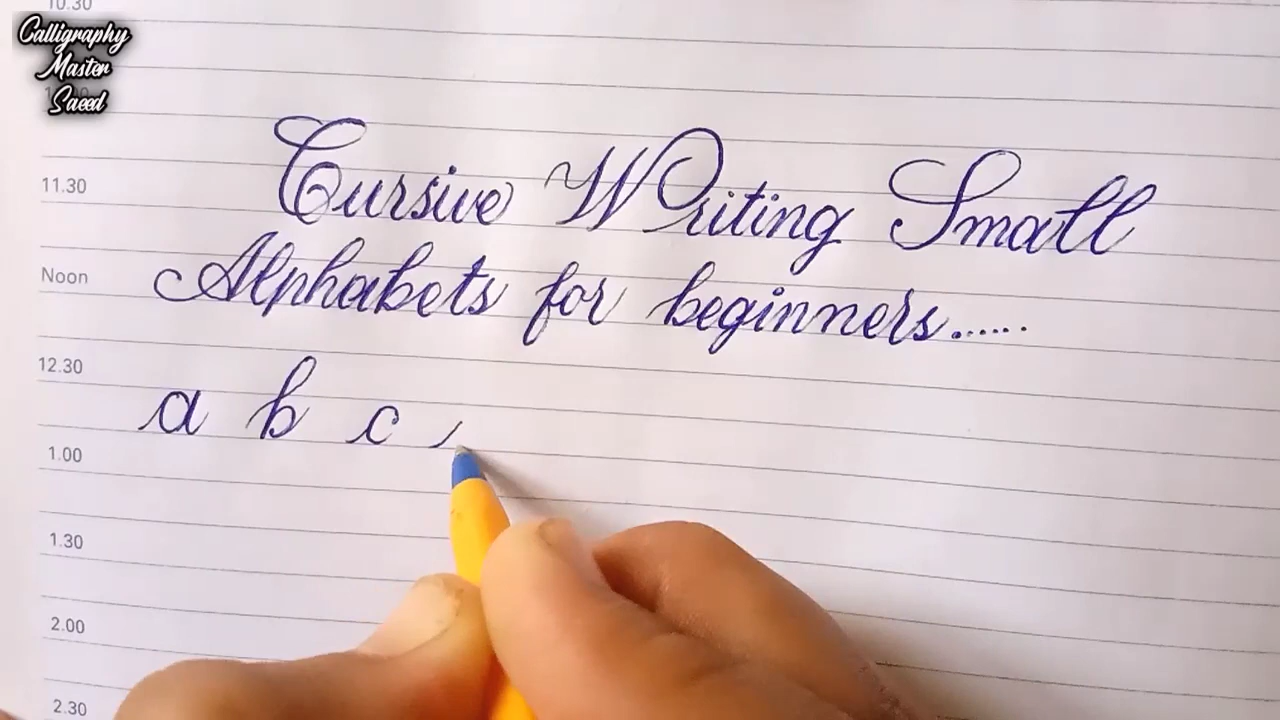 10.30
Calligraphy
Master
Saeed
Cursive Writing Small
11.30
Alphabets for beginners......
Noon
a b c
12.30
1.00
1.30
2.00
2.30